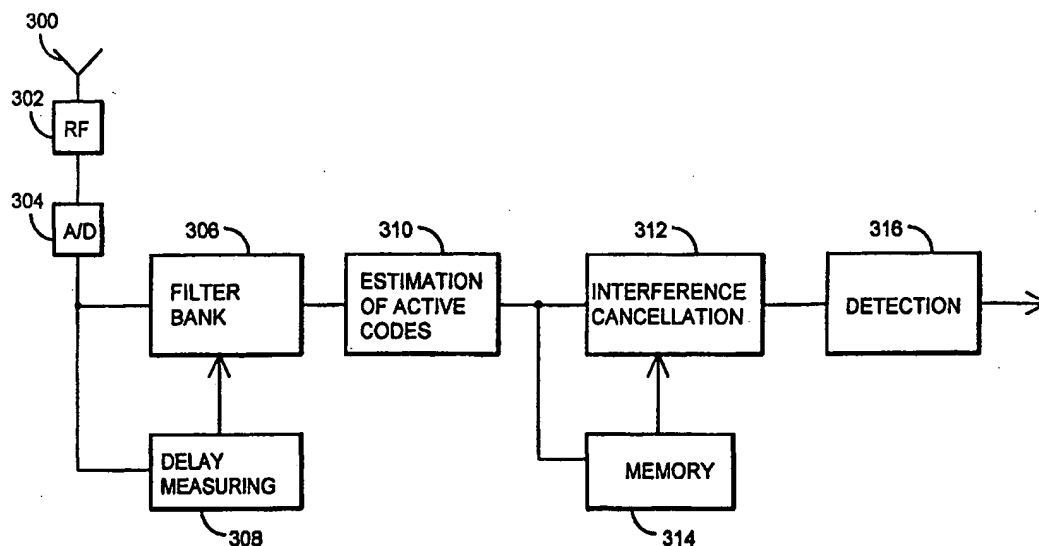 300
302
RF
304
A/D
306
FILTER
BANK
310
ESTIMATION
OF ACTIVE
CODES
312
INTERFERENCE
CANCELLATION
316
DETECTION
DELAY
MEASURING
308
MEMORY
314